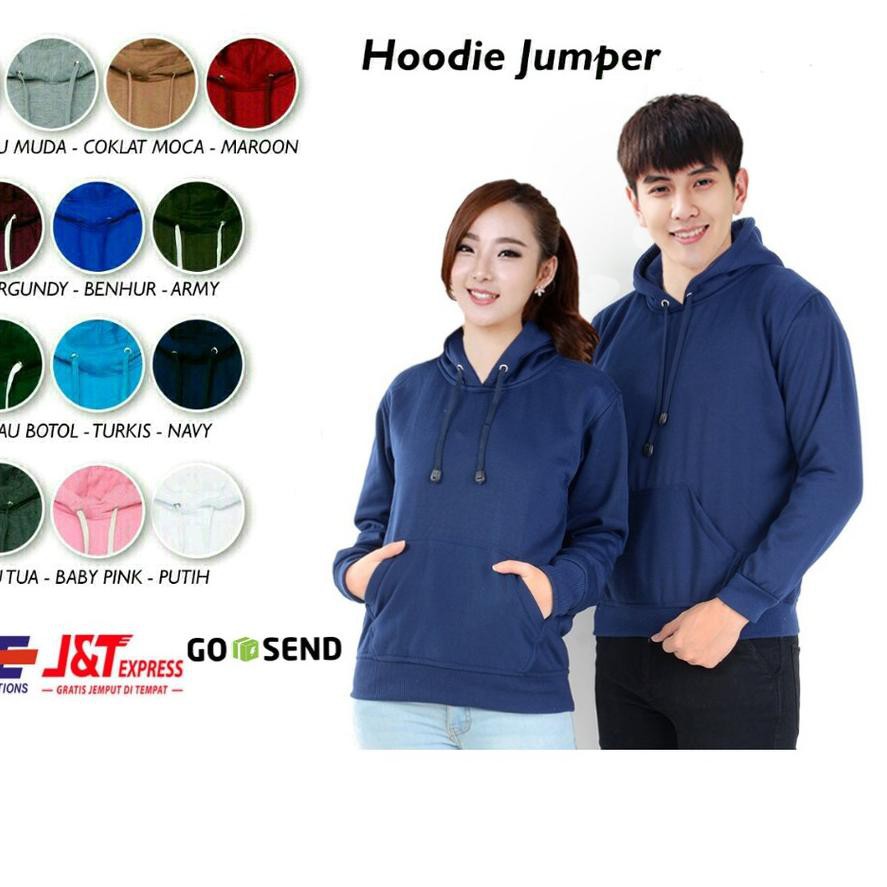 Hoodie Jumper
U MUDA - COKLAT MOCA - MAROON
RGUNDY - BENHUR - ARMY
AU BOTOL - TURKIS - NAVY
TUA - BABY PINK - PUTIH
E
TIONS
J&T EXPRESS
GRATIS JEMPUT DI TEMPAT
GO SEND